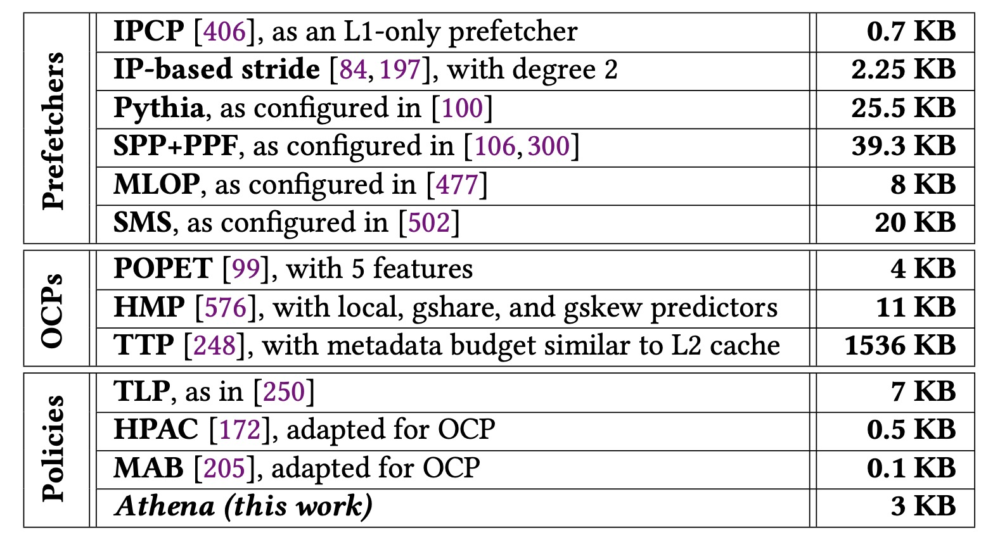 Prefetchers
IPCP [406], as an L1-only prefetcher 0.7 KB
IP-based stride [84, 197], with degree 2 2.25 KB
Pythia, as configured in [100] 25.5 KB
SPP+PPF, as configured in [106, 300] 39.3 KB
MLOP, as configured in [477] 8 KB
SMS, as configured in [502] 20 KB
OCPs
POPET [99], with 5 features 4 KB
HMP [576], with local, gshare, and gskew predictors 11 KB
TTP [248], with metadata budget similar to L2 cache 1536 KB
Policies
TLP, as in [250] 7 KB
HPAC [172], adapted for OCP 0.5 KB
MAB [205], adapted for OCP 0.1 KB
Athena (this work) 3 KB